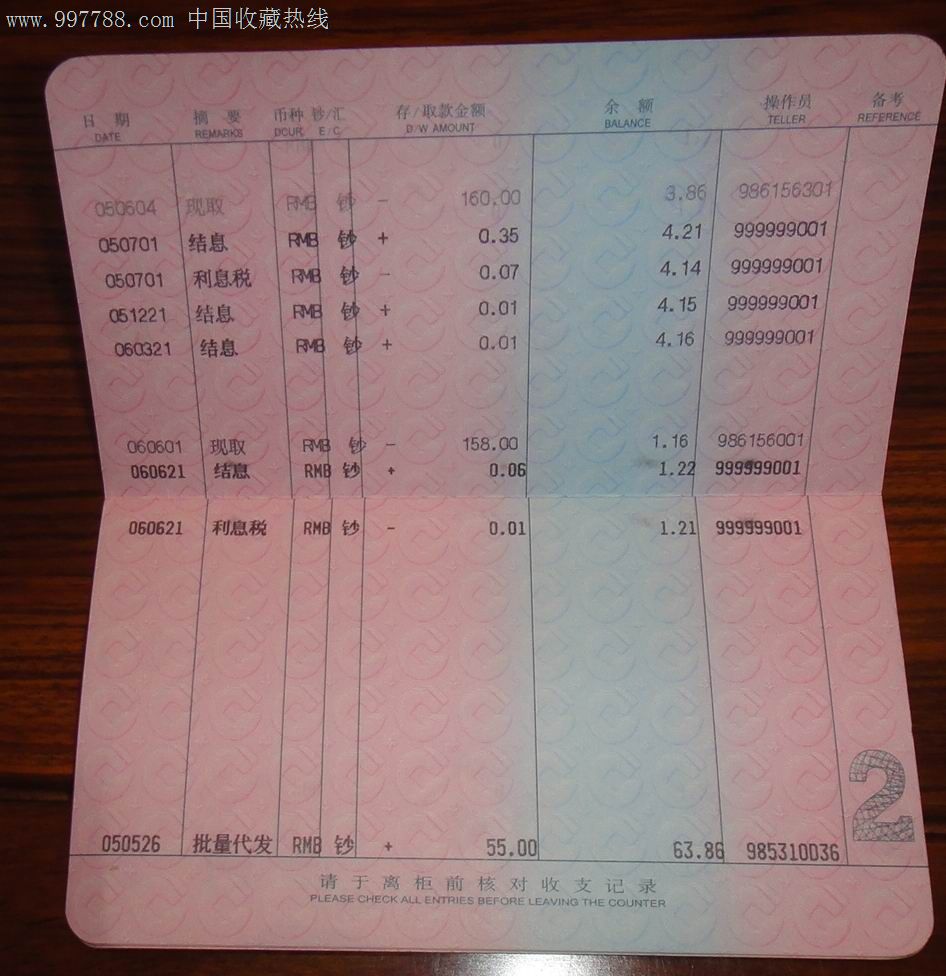 www.997788.com 中国收藏热线
日 期 摘 要 币种 钞/汇 存/取款金额 余 额 操作员 备考
DATE REMARKS DCUR E/C D/W AMOUNT BALANCE TELLER REFERENCE
050604 现取 RMB 钞 - 160.00 3.86 986156301
050701 结息 RMB 钞 + 0.35 4.21 999999001
050701 利息税 RMB 钞 - 0.07 4.14 999999001
051221 结息 RMB 钞 + 0.01 4.15 999999001
060321 结息 RMB 钞 + 0.01 4.16 999999001
060601 现取 RMB 钞 - 158.00 1.16 986156001
060621 结息 RMB 钞 + 0.06 1.22 999999001
060621 利息税 RMB 钞 - 0.01 1.21 999999001
050526 批量代发 RMB 钞 + 55.00 63.86 985310D36
2
请于离柜前核对收支记录
PLEASE CHECK ALL ENTRIES BEFORE LEAVING THE COUNTER